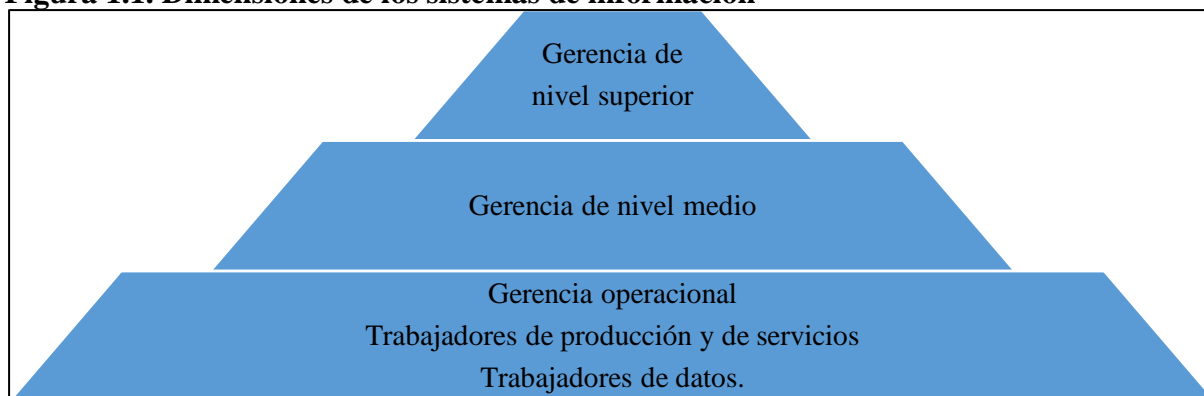 Figura 1.1. Dimensiones de los sistemas de información
Gerencia de
nivel superior
Gerencia de nivel medio
Gerencia operacional
Trabajadores de producción y de servicios
Trabajadores de datos.